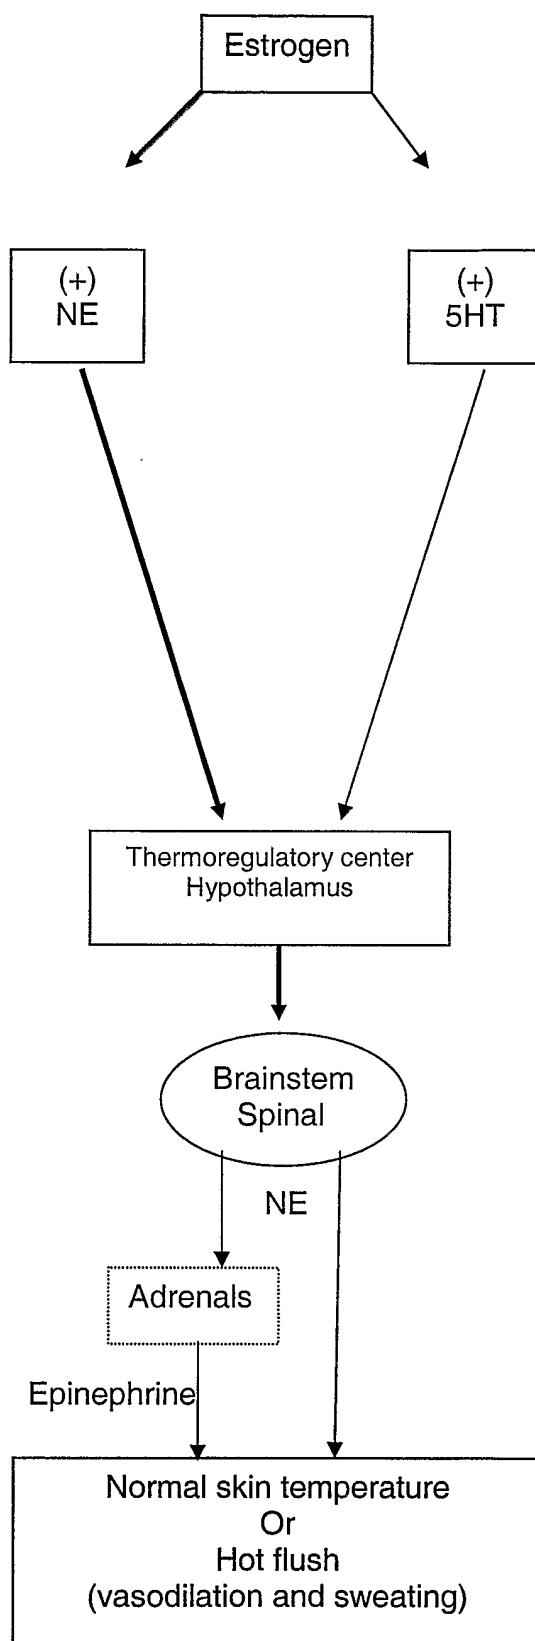 Estrogen
(+)
NE
(+)
5HT
Thermoregulatory center
Hypothalamus
Brainstem
Spinal
NE
Adrenals
Epinephrine
Normal skin temperature
Or
Hot flush
(vasodilation and sweating)